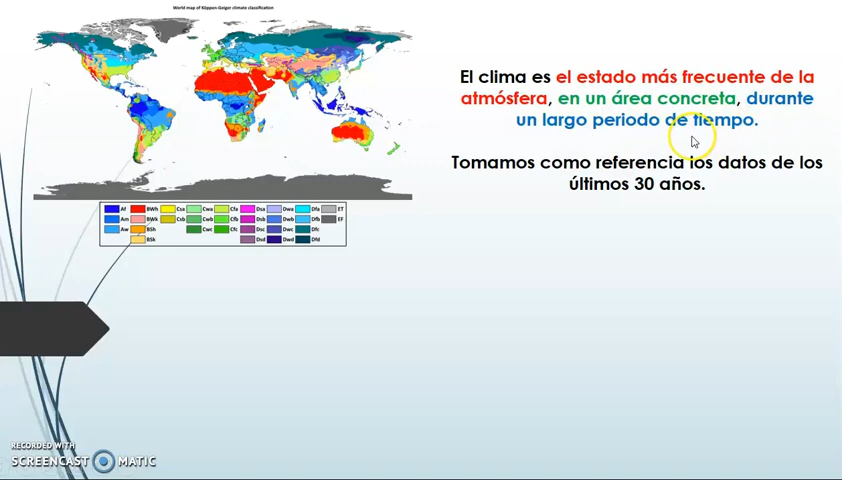 World map of Köppen-Geiger climate classification
El clima es el estado más frecuente de la
atmósfera, en un área concreta, durante
un largo periodo de tiempo.
Tomamos como referencia los datos de los
últimos 30 años.
Af BWh Csa Cwa Cfa Dsa Dwa Dfa ET
Am BWk Csb Cwb Cfb Dsb Dwb Dfb EF
Aw BSh Cwc Cfc Dsc Dwc Dfc
BSk Dsd Dwd Dfd
RECORDED WITH
SCREENCAST MATIC